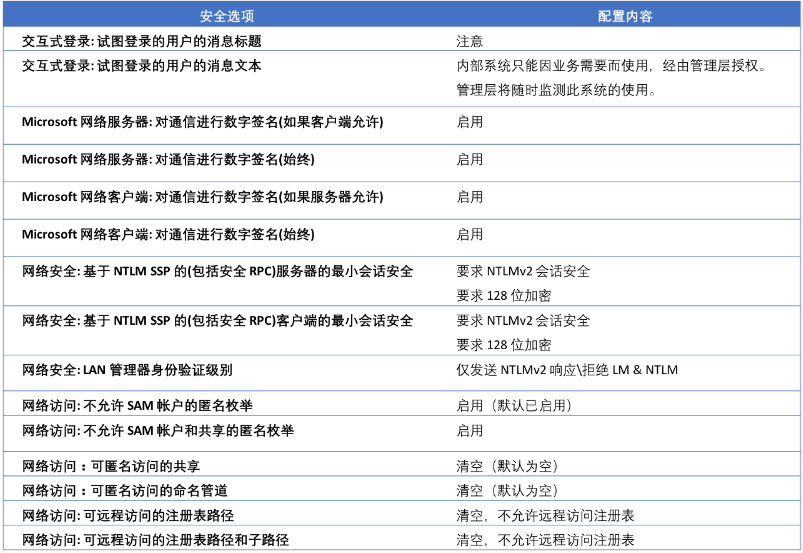 安全选项 配置内容
交互式登录: 试图登录的用户的消息标题 注意
交互式登录: 试图登录的用户的消息文本 内部系统只能因业务需要而使用，经由管理层授权。
管理层将随时监测此系统的使用。
Microsoft 网络服务器: 对通信进行数字签名(如果客户端允许) 启用
Microsoft 网络服务器: 对通信进行数字签名(始终) 启用
Microsoft 网络客户端: 对通信进行数字签名(如果服务器允许) 启用
Microsoft 网络客户端: 对通信进行数字签名(始终) 启用
网络安全: 基于 NTLM SSP 的(包括安全 RPC)服务器的最小会话安全 要求 NTLMv2 会话安全
要求 128 位加密
网络安全: 基于 NTLM SSP 的(包括安全 RPC)客户端的最小会话安全 要求 NTLMv2 会话安全
要求 128 位加密
网络安全: LAN 管理器身份验证级别 仅发送 NTLMv2 响应\拒绝 LM & NTLM
网络访问: 不允许 SAM 帐户的匿名枚举 启用（默认已启用）
网络访问: 不允许 SAM 帐户和共享的匿名枚举 启用
网络访问：可匿名访问的共享 清空（默认为空）
网络访问：可匿名访问的命名管道 清空（默认为空）
网络访问: 可远程访问的注册表路径 清空，不允许远程访问注册表
网络访问: 可远程访问的注册表路径和子路径 清空，不允许远程访问注册表